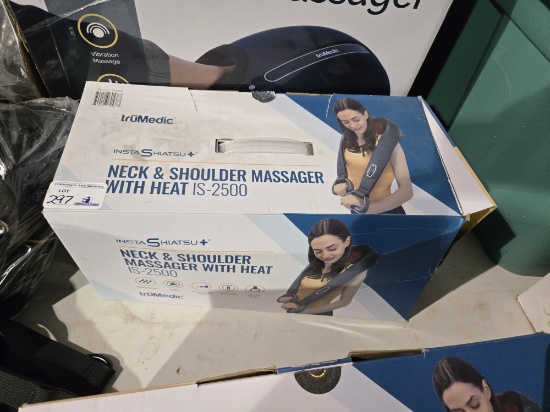 Massager
Vibration
Massage
truMedic
truMedic
INSTASHIATSU+
NECK & SHOULDER MASSAGER
WITH HEAT IS-2500
LOT
247
INSTASHIATSU+
NECK & SHOULDER
MASSAGER WITH HEAT
IS-2500
truMedic